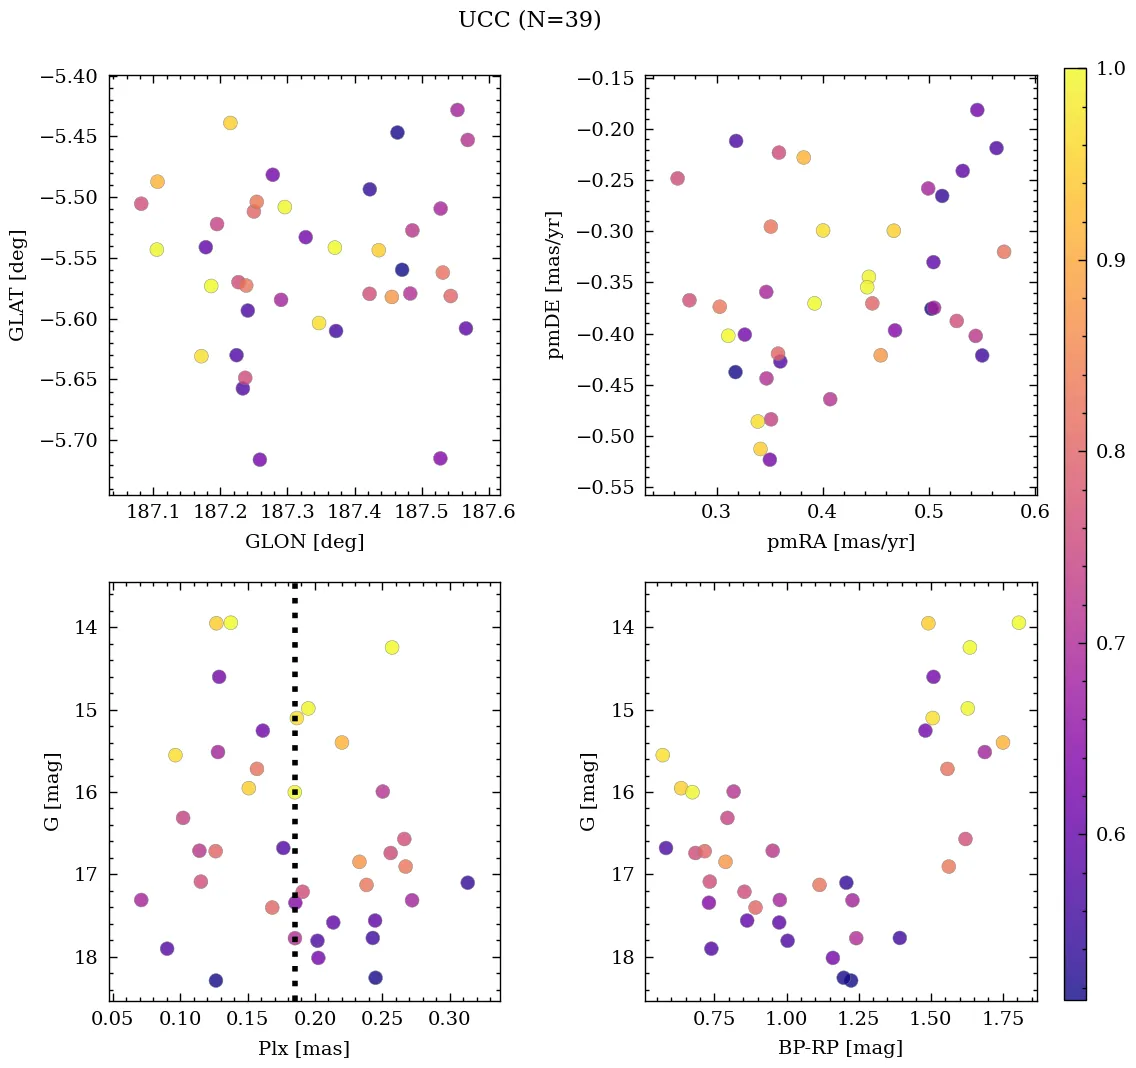 UCC (N=39)
−5.40
−5.45
−5.50
−5.55
−5.60
−5.65
−5.70
GLAT [deg]
187.1 187.2 187.3 187.4 187.5 187.6
GLON [deg]
−0.15
−0.20
−0.25
−0.30
−0.35
−0.40
−0.45
−0.50
−0.55
pmDE [mas/yr]
0.3 0.4 0.5 0.6
pmRA [mas/yr]
14
15
16
17
18
G [mag]
0.05 0.10 0.15 0.20 0.25 0.30
Plx [mas]
14
15
16
17
18
G [mag]
0.75 1.00 1.25 1.50 1.75
BP-RP [mag]
1.0
0.9
0.8
0.7
0.6